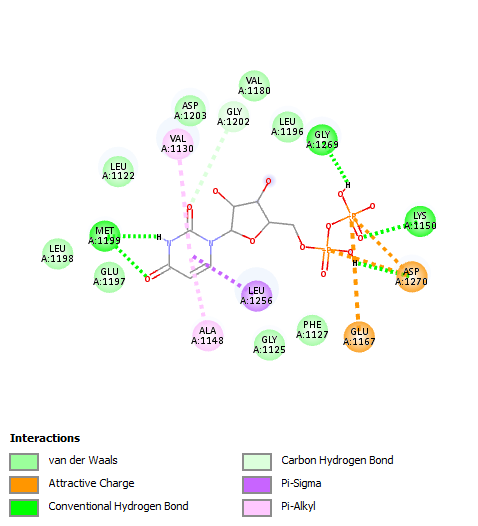 VAL
A:1180
ASP
A:1203
GLY
A:1202
LEU
A:1196
GLY
A:1269
VAL
A:1130
LEU
A:1122
H
O
O
O
O
LYS
A:1150
MET
A:1199
H
O
O
P
O
N
N
O
O
P
O
H
LEU
A:1198
GLU
A:1197
O
O
ASP
A:1270
LEU
A:1256
ALA
A:1148
GLY
A:1125
PHE
A:1127
GLU
A:1167
Interactions
van der Waals
Carbon Hydrogen Bond
Attractive Charge
Pi-Sigma
Conventional Hydrogen Bond
Pi-Alkyl